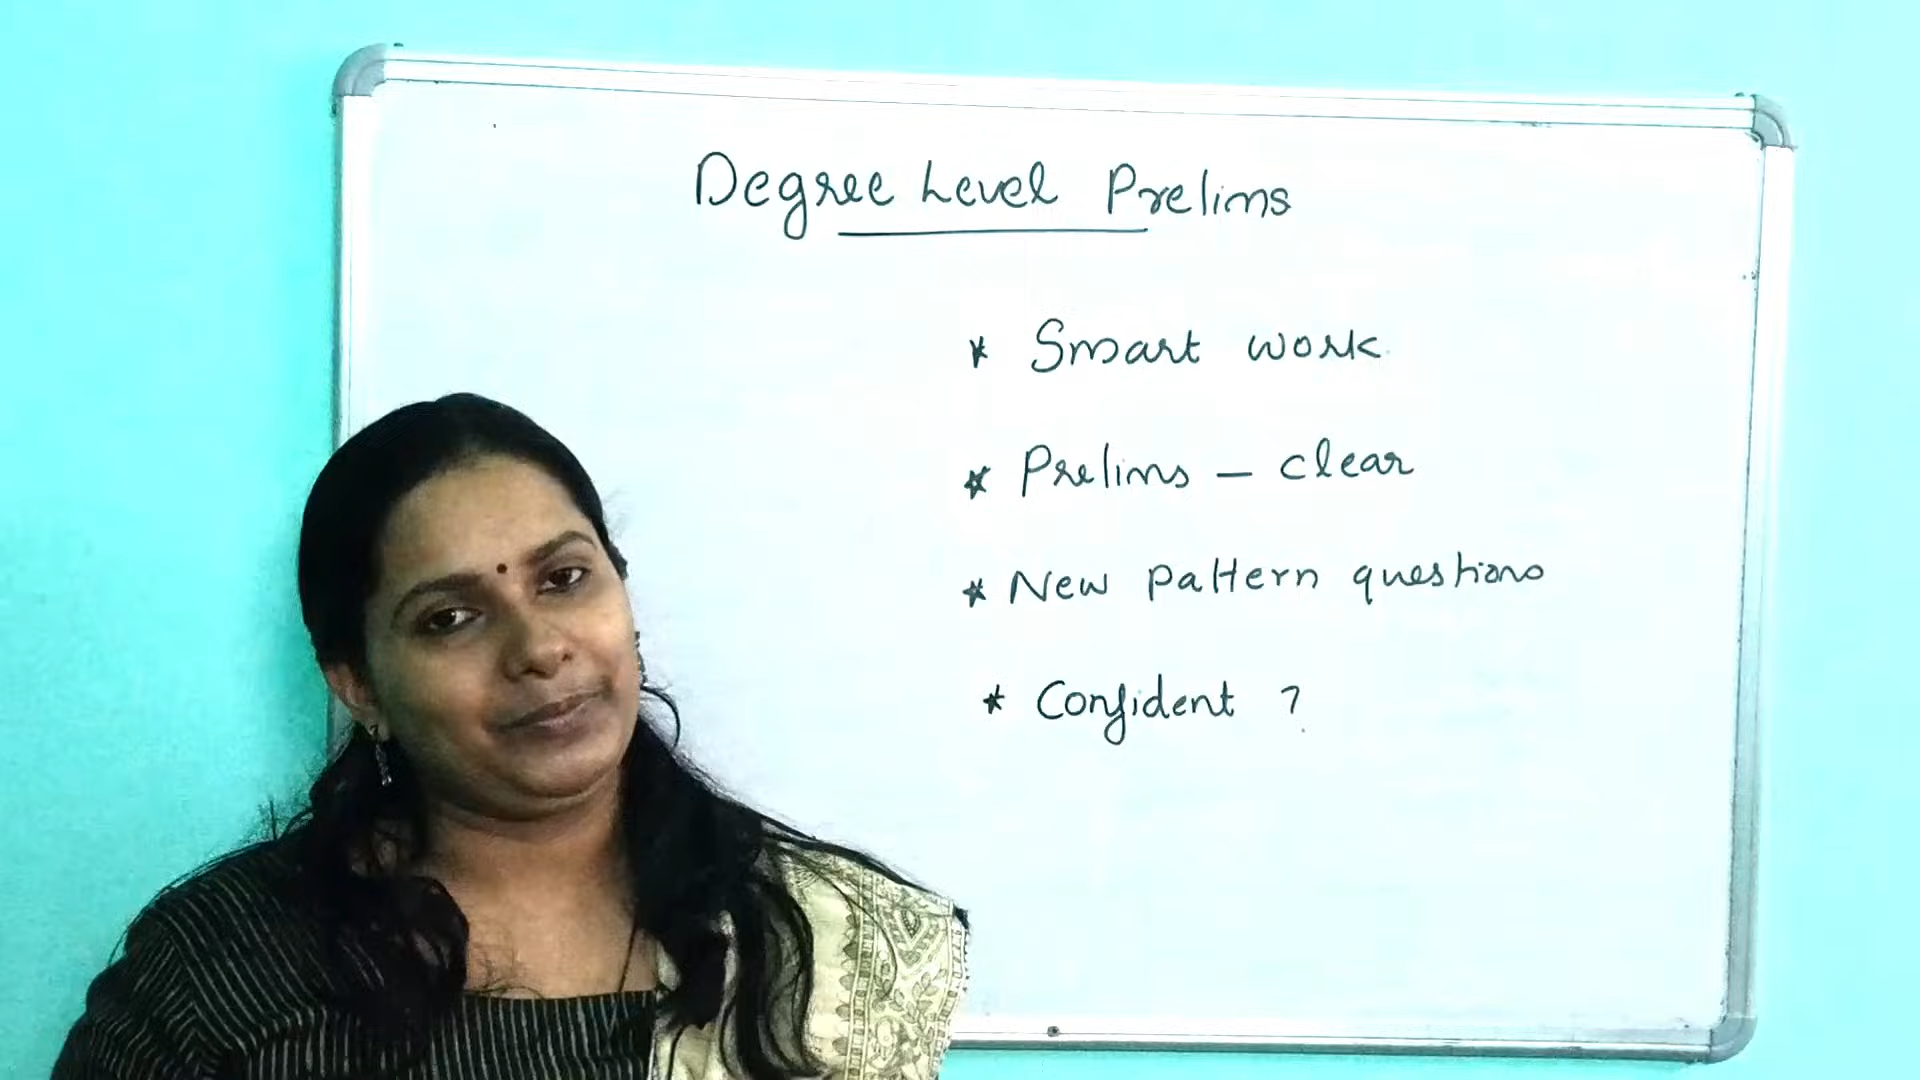 Degree Level Prelims
* Smart work
* Prelims - clear
* New pattern questions
* Confident ?